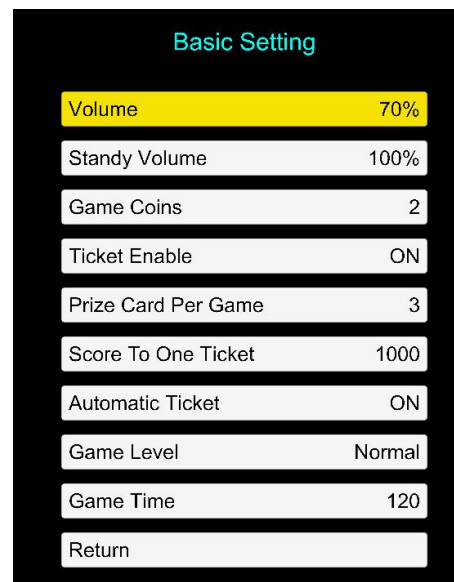 Basic Setting
Volume 70%
Standy Volume 100%
Game Coins 2
Ticket Enable ON
Prize Card Per Game 3
Score To One Ticket 1000
Automatic Ticket ON
Game Level Normal
Game Time 120
Return